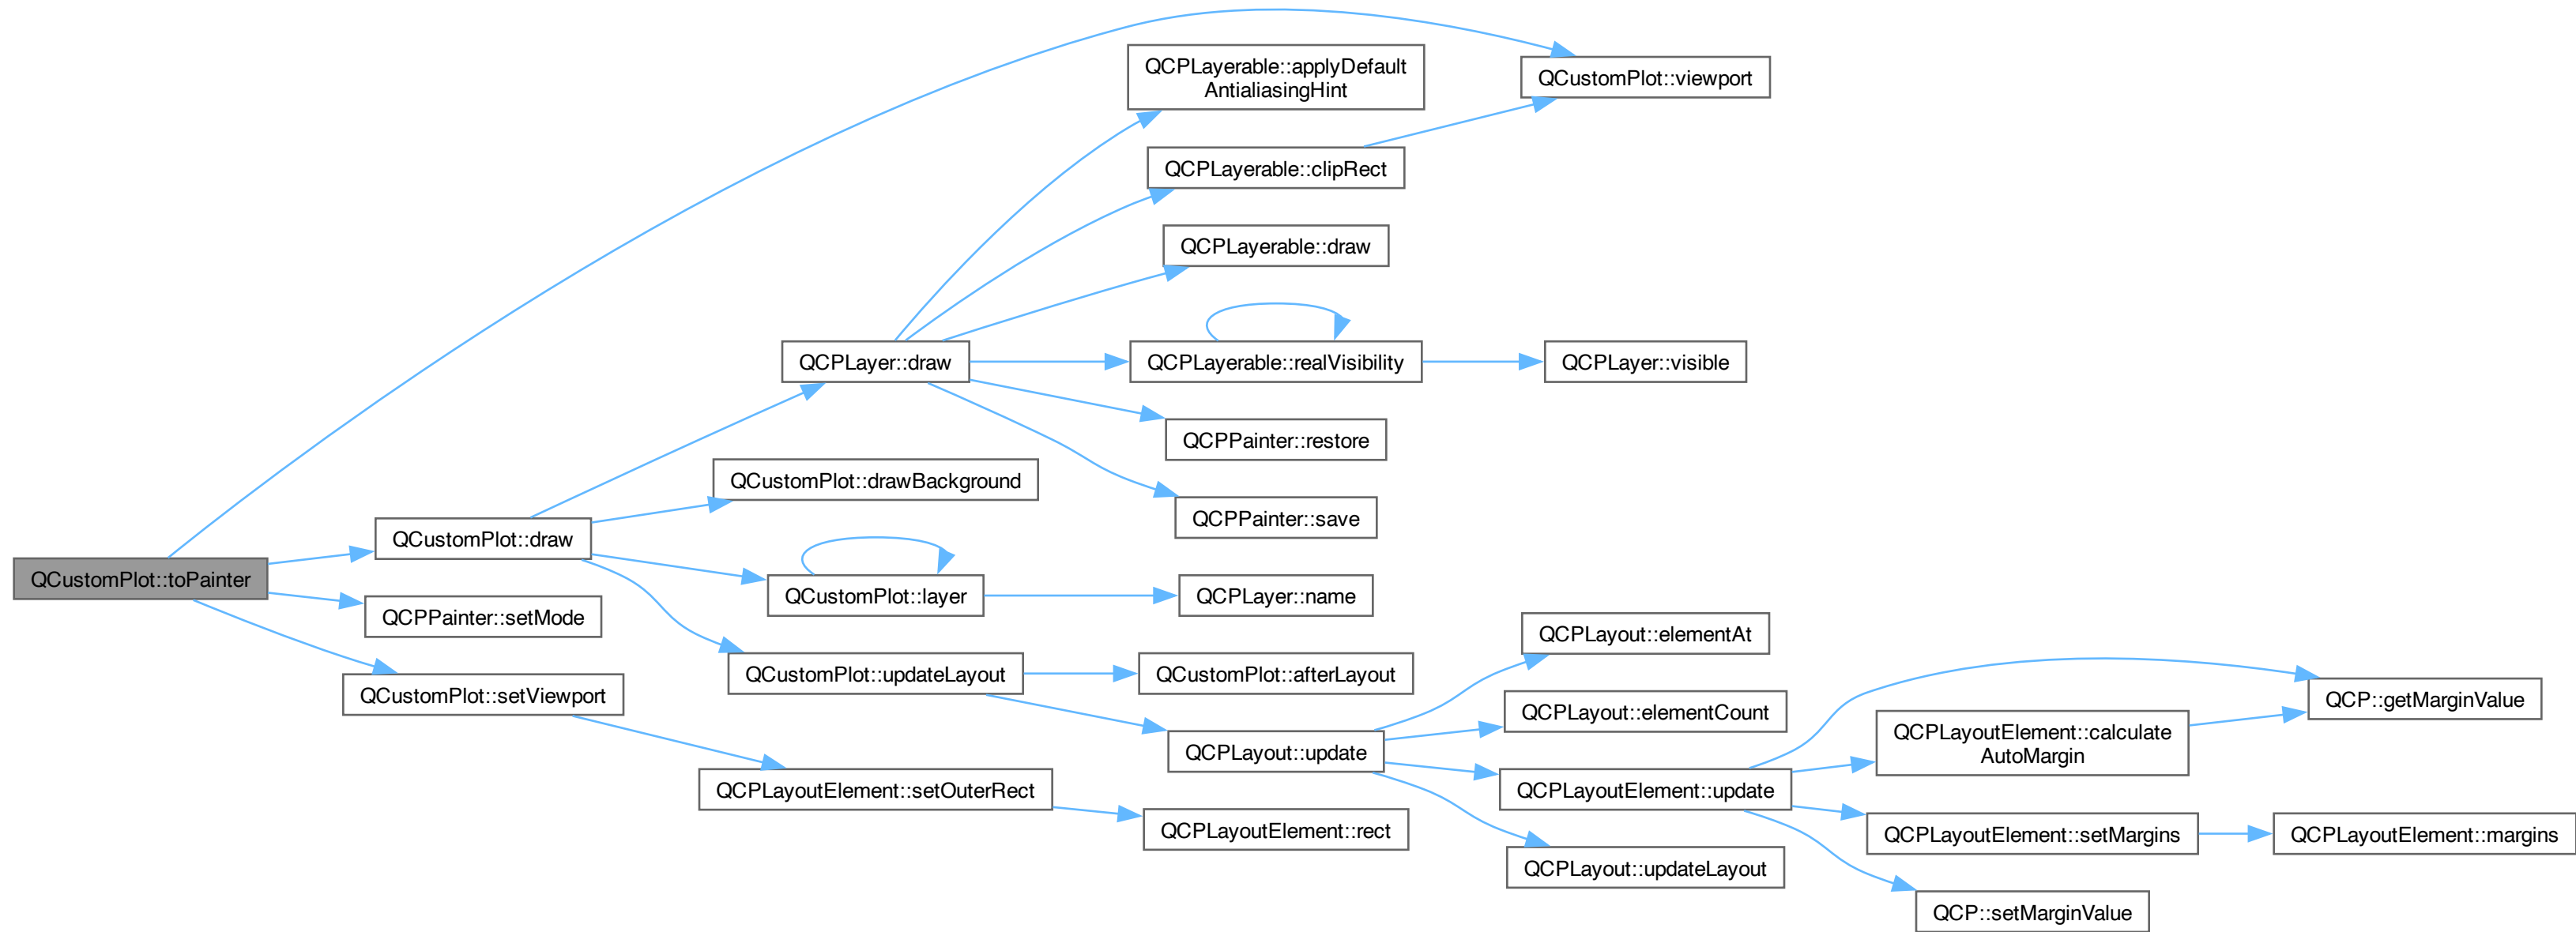 QCustomPlot::toPainter
QCustomPlot::draw
QCPPainter::setMode
QCustomPlot::setViewport
QCPLayer::draw
QCustomPlot::drawBackground
QCustomPlot::layer
QCustomPlot::updateLayout
QCPLayoutElement::setOuterRect
QCPLayerable::applyDefault
AntialiasingHint
QCPLayerable::clipRect
QCPLayerable::draw
QCPLayerable::realVisibility
QCPPainter::restore
QCPPainter::save
QCPLayer::name
QCustomPlot::afterLayout
QCPLayout::update
QCPLayoutElement::rect
QCustomPlot::viewport
QCPLayer::visible
QCPLayout::elementAt
QCPLayout::elementCount
QCPLayoutElement::update
QCPLayout::updateLayout
QCPLayoutElement::calculate
AutoMargin
QCPLayoutElement::setMargins
QCP::setMarginValue
QCP::getMarginValue
QCPLayoutElement::margins